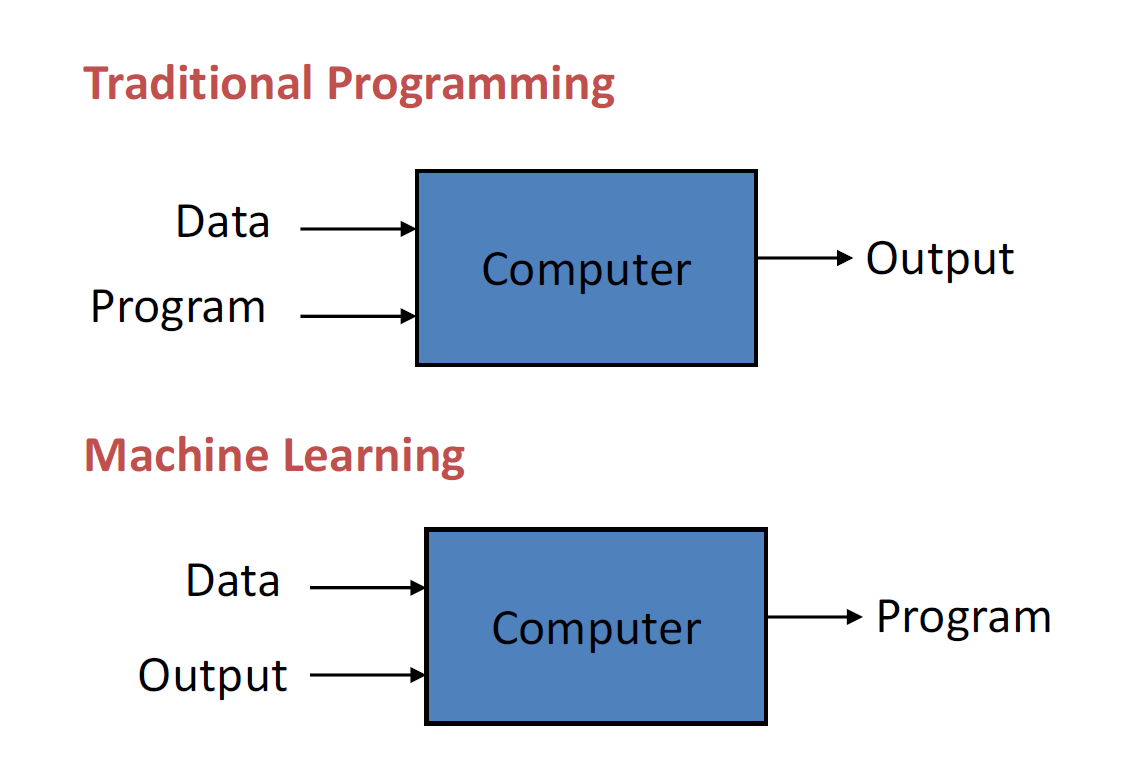 Traditional Programming
Data
Program
Computer
Output
Machine Learning
Data
Output
Computer
Program